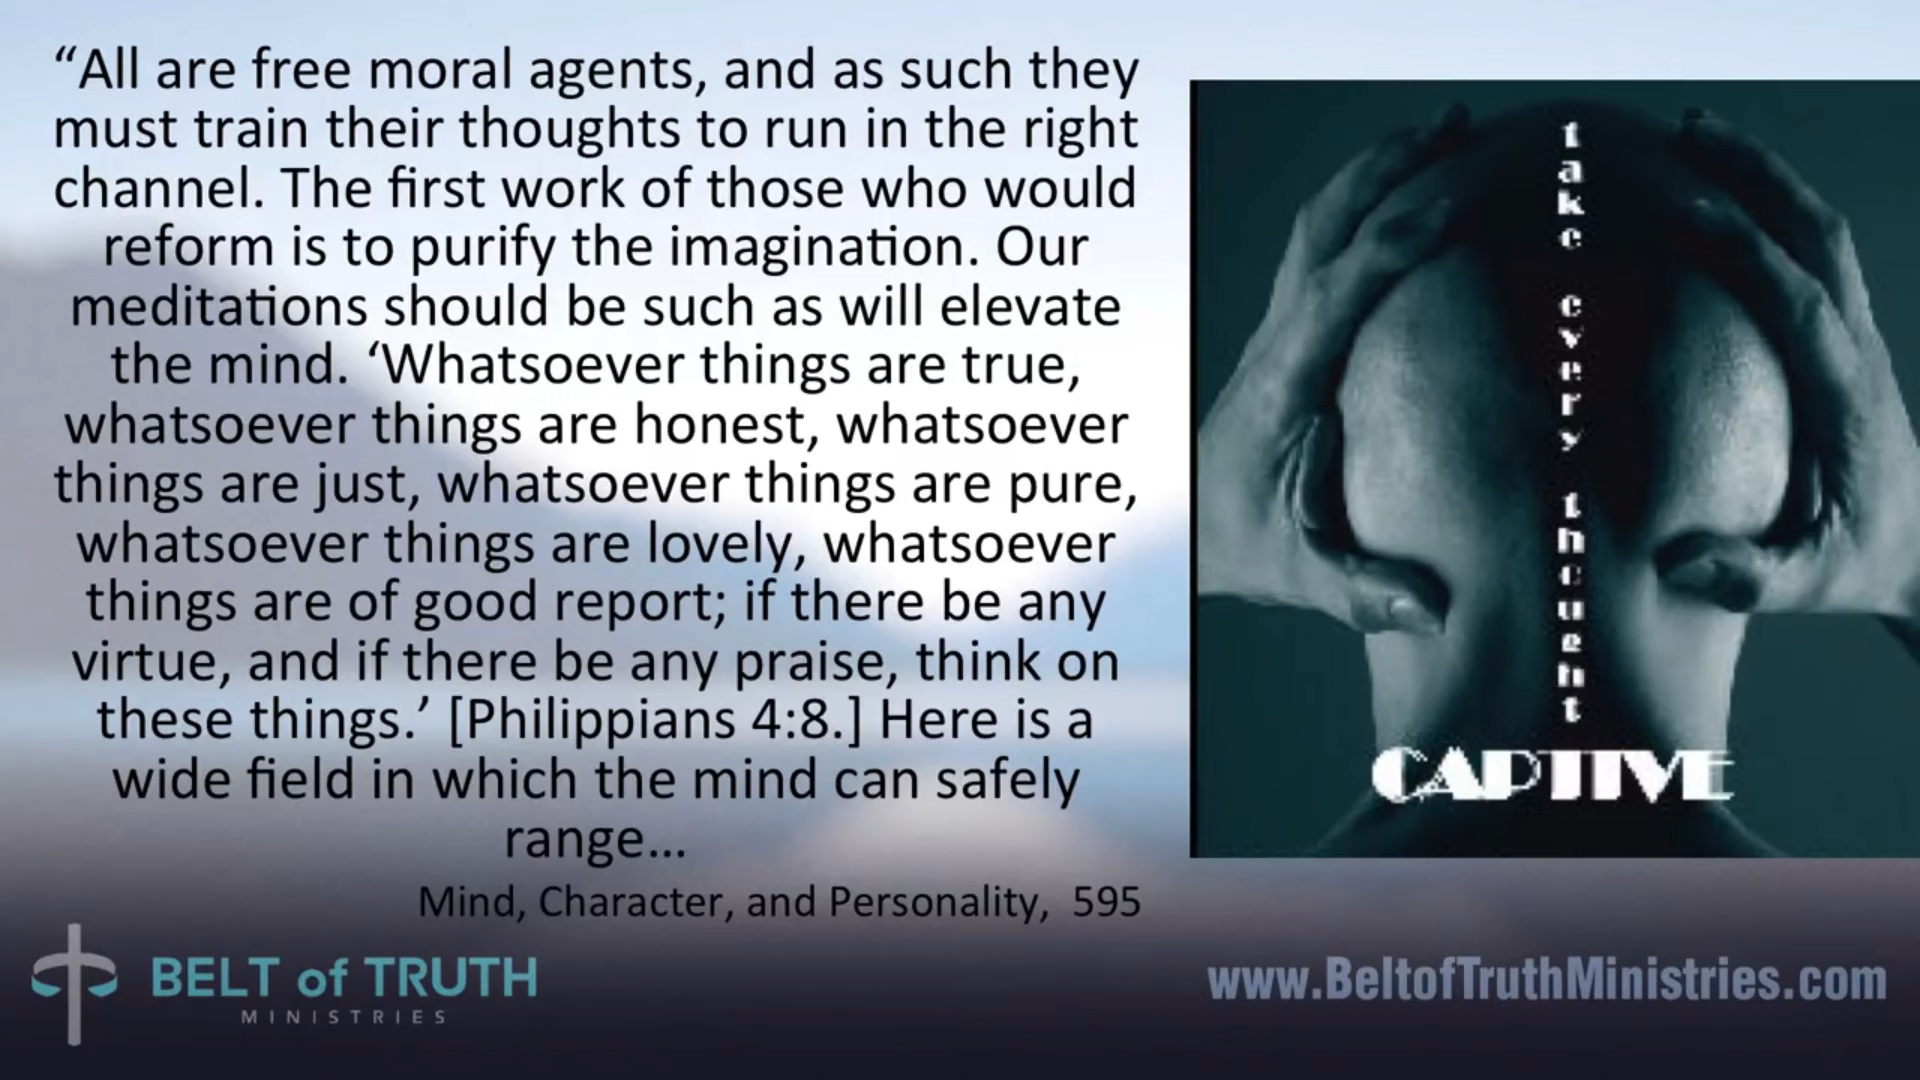 “All are free moral agents, and as such they
must train their thoughts to run in the right
channel. The first work of those who would
reform is to purify the imagination. Our
meditations should be such as will elevate
the mind. ‘Whatsoever things are true,
whatsoever things are honest, whatsoever
things are just, whatsoever things are pure,
whatsoever things are lovely, whatsoever
things are of good report; if there be any
virtue, and if there be any praise, think on
these things.’ [Philippians 4:8.] Here is a
wide field in which the mind can safely
range…
Mind, Character, and Personality, 595
take every thought
CAPTIVE
BELT of TRUTH
MINISTRIES
www.BeltofTruthMinistries.com